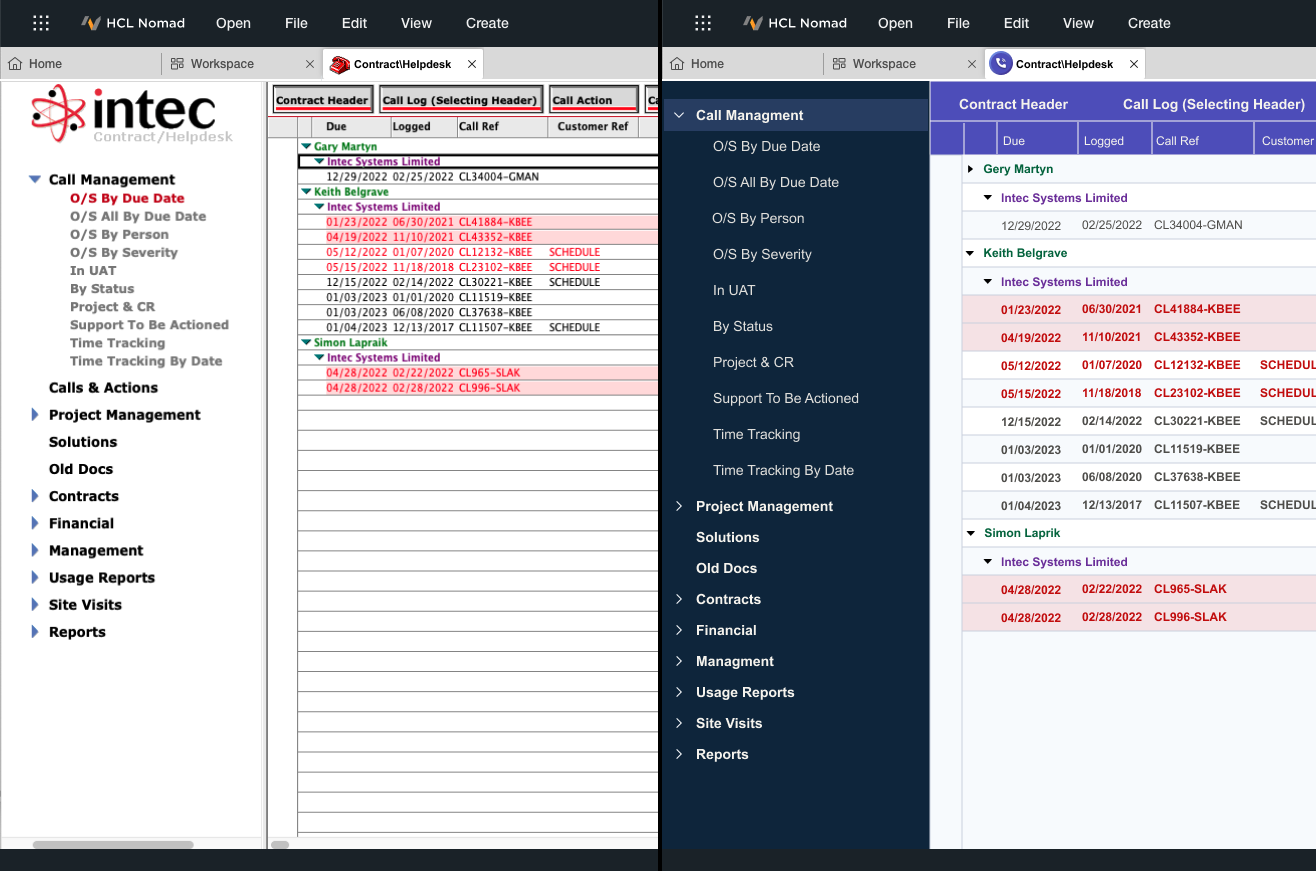 HCL Nomad Open File Edit View Create
Home Workspace Contract\Helpdesk
intec
Contract/Helpdesk
Call Management
O/S By Due Date
O/S All By Due Date
O/S By Person
O/S By Severity
In UAT
By Status
Project & CR
Support To Be Actioned
Time Tracking
Time Tracking By Date
Calls & Actions
Project Management
Solutions
Old Docs
Contracts
Financial
Management
Usage Reports
Site Visits
Reports
Contract Header Call Log (Selecting Header) Call Action Ca
Due Logged Call Ref Customer Ref
Gary Martyn
Intec Systems Limited
12/29/2022 02/25/2022 CL34004-GMAN
Keith Belgrave
Intec Systems Limited
01/23/2022 06/30/2021 CL41884-KBEE
04/19/2022 11/10/2021 CL43352-KBEE
05/12/2022 01/07/2020 CL12132-KBEE SCHEDULE
05/15/2022 11/18/2018 CL23102-KBEE SCHEDULE
12/15/2022 02/14/2022 CL30221-KBEE SCHEDULE
01/03/2023 01/01/2020 CL11519-KBEE
01/03/2023 06/08/2020 CL37638-KBEE
01/04/2023 12/13/2017 CL11507-KBEE SCHEDULE
Simon Lapraik
Intec Systems Limited
04/28/2022 02/22/2022 CL965-SLAK
04/28/2022 02/28/2022 CL996-SLAK
HCL Nomad Open File Edit View Create
Home Workspace Contract\Helpdesk
Call Managment
O/S By Due Date
O/S All By Due Date
O/S By Person
O/S By Severity
In UAT
By Status
Project & CR
Support To Be Actioned
Time Tracking
Time Tracking By Date
Project Management
Solutions
Old Docs
Contracts
Financial
Managment
Usage Reports
Site Visits
Reports
Contract Header Call Log (Selecting Header)
Due Logged Call Ref Customer
Gery Martyn
Intec Systems Limited
12/29/2022 02/25/2022 CL34004-GMAN
Keith Belgrave
Intec Systems Limited
01/23/2022 06/30/2021 CL41884-KBEE
04/19/2022 11/10/2021 CL43352-KBEE
05/12/2022 01/07/2020 CL12132-KBEE SCHEDUL
05/15/2022 11/18/2018 CL23102-KBEE SCHEDUL
12/15/2022 02/14/2022 CL30221-KBEE SCHEDUL
01/03/2023 01/01/2020 CL11519-KBEE
01/03/2023 06/08/2020 CL37638-KBEE
01/04/2023 12/13/2017 CL11507-KBEE SCHEDUL
Simon Laprik
Intec Systems Limited
04/28/2022 02/22/2022 CL965-SLAK
04/28/2022 02/28/2022 CL996-SLAK